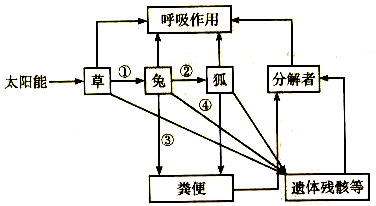 呼吸作用
太阳能 草 ① 兔 ② 狐 分解者
④
③
粪便 遗体残骸等